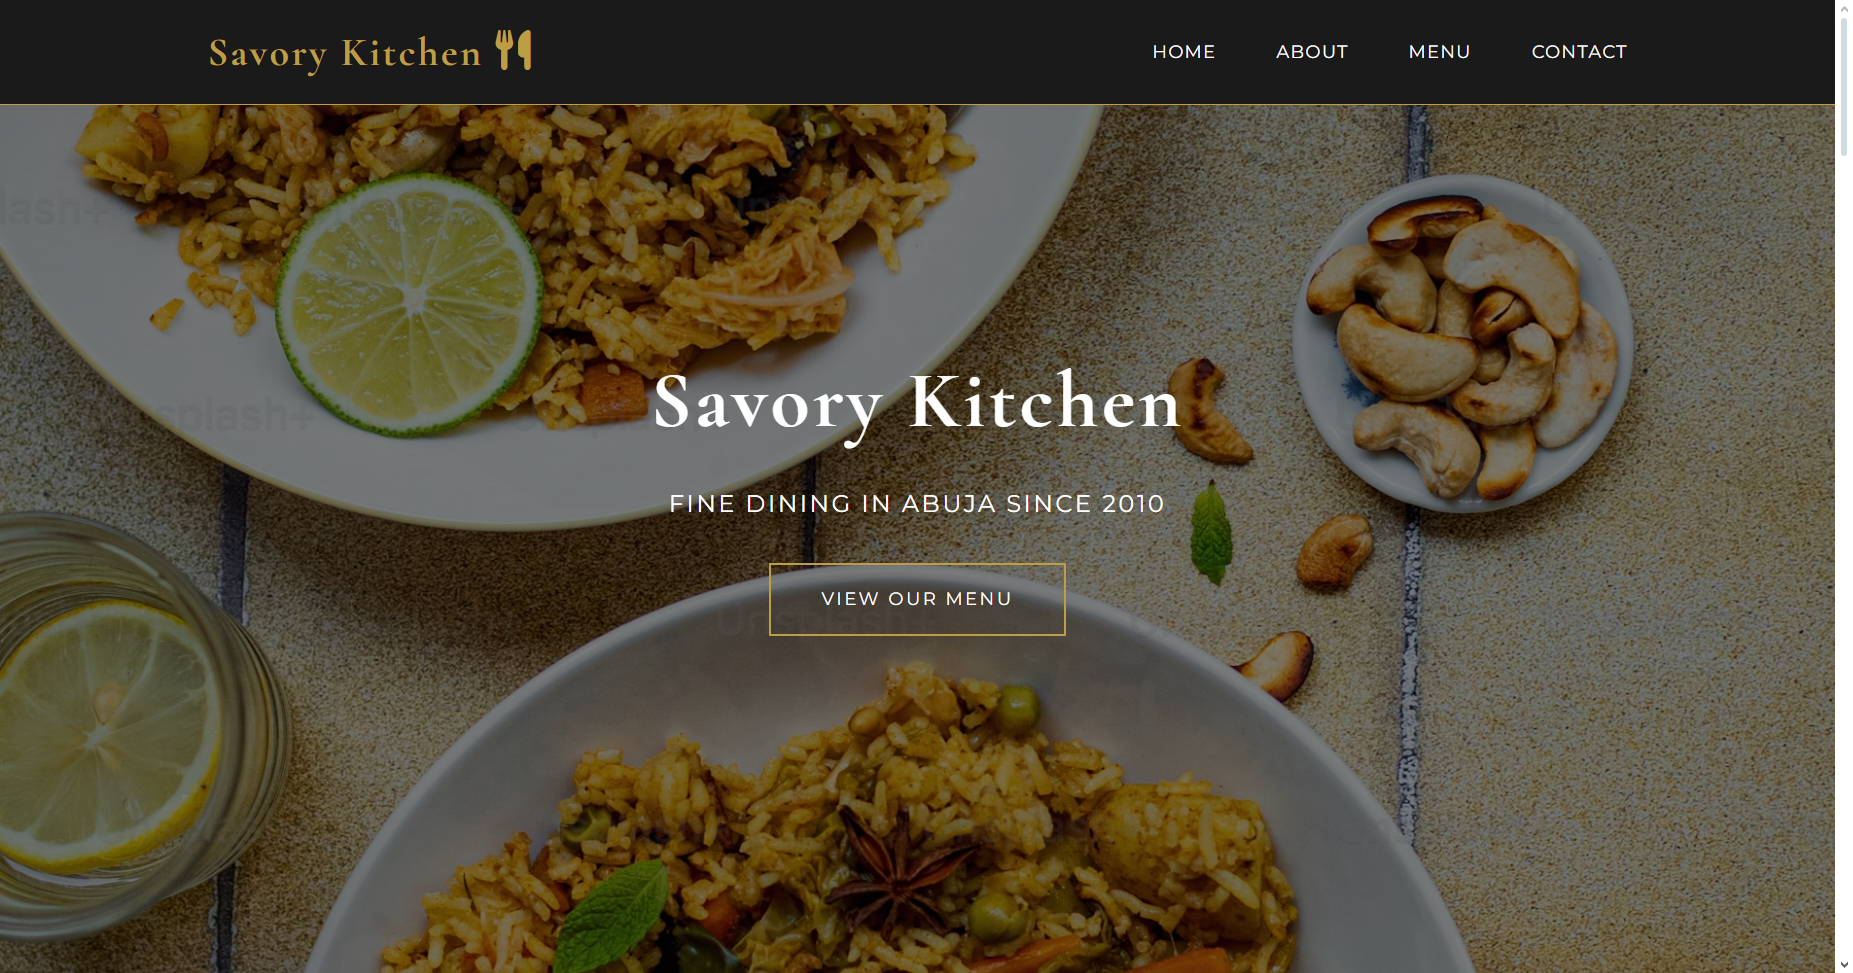 Savory Kitchen
HOME ABOUT MENU CONTACT
lash+
Savory Kitchen
splash+
FINE DINING IN ABUJA SINCE 2010
VIEW OUR MENU
Unsplash+